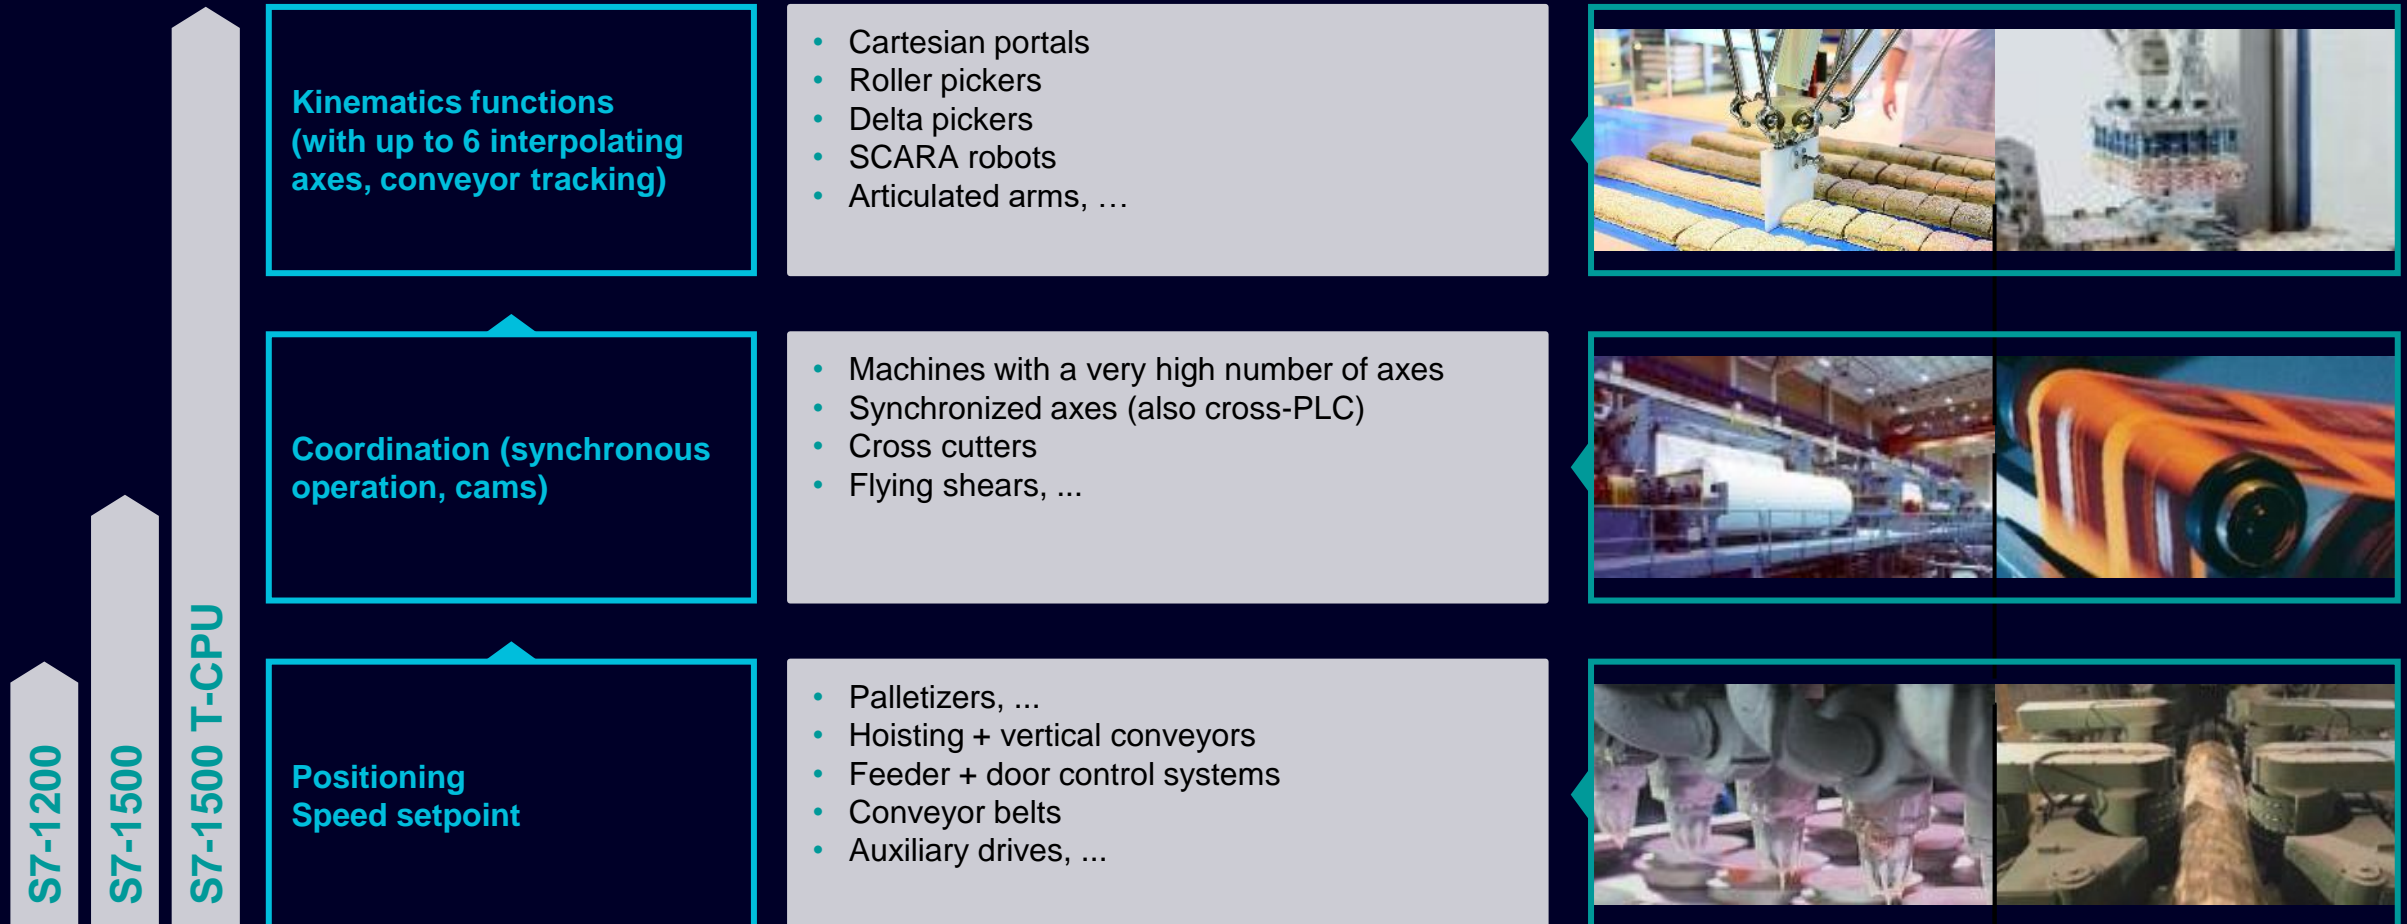 Kinematics functions
(with up to 6 interpolating
axes, conveyor tracking)
• Cartesian portals
• Roller pickers
• Delta pickers
• SCARA robots
• Articulated arms, …
Coordination (synchronous
operation, cams)
• Machines with a very high number of axes
• Synchronized axes (also cross-PLC)
• Cross cutters
• Flying shears, ...
Positioning
Speed setpoint
• Palletizers, ...
• Hoisting + vertical conveyors
• Feeder + door control systems
• Conveyor belts
• Auxiliary drives, ...
S7-1200
S7-1500
S7-1500 T-CPU